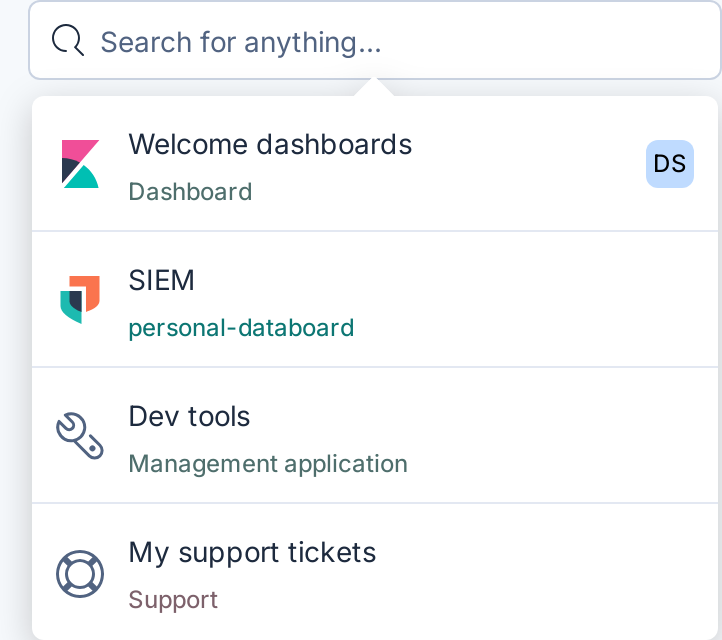 Search for anything...
Welcome dashboards
DS
Dashboard
SIEM
personal-databoard
Dev tools
Management application
My support tickets
Support